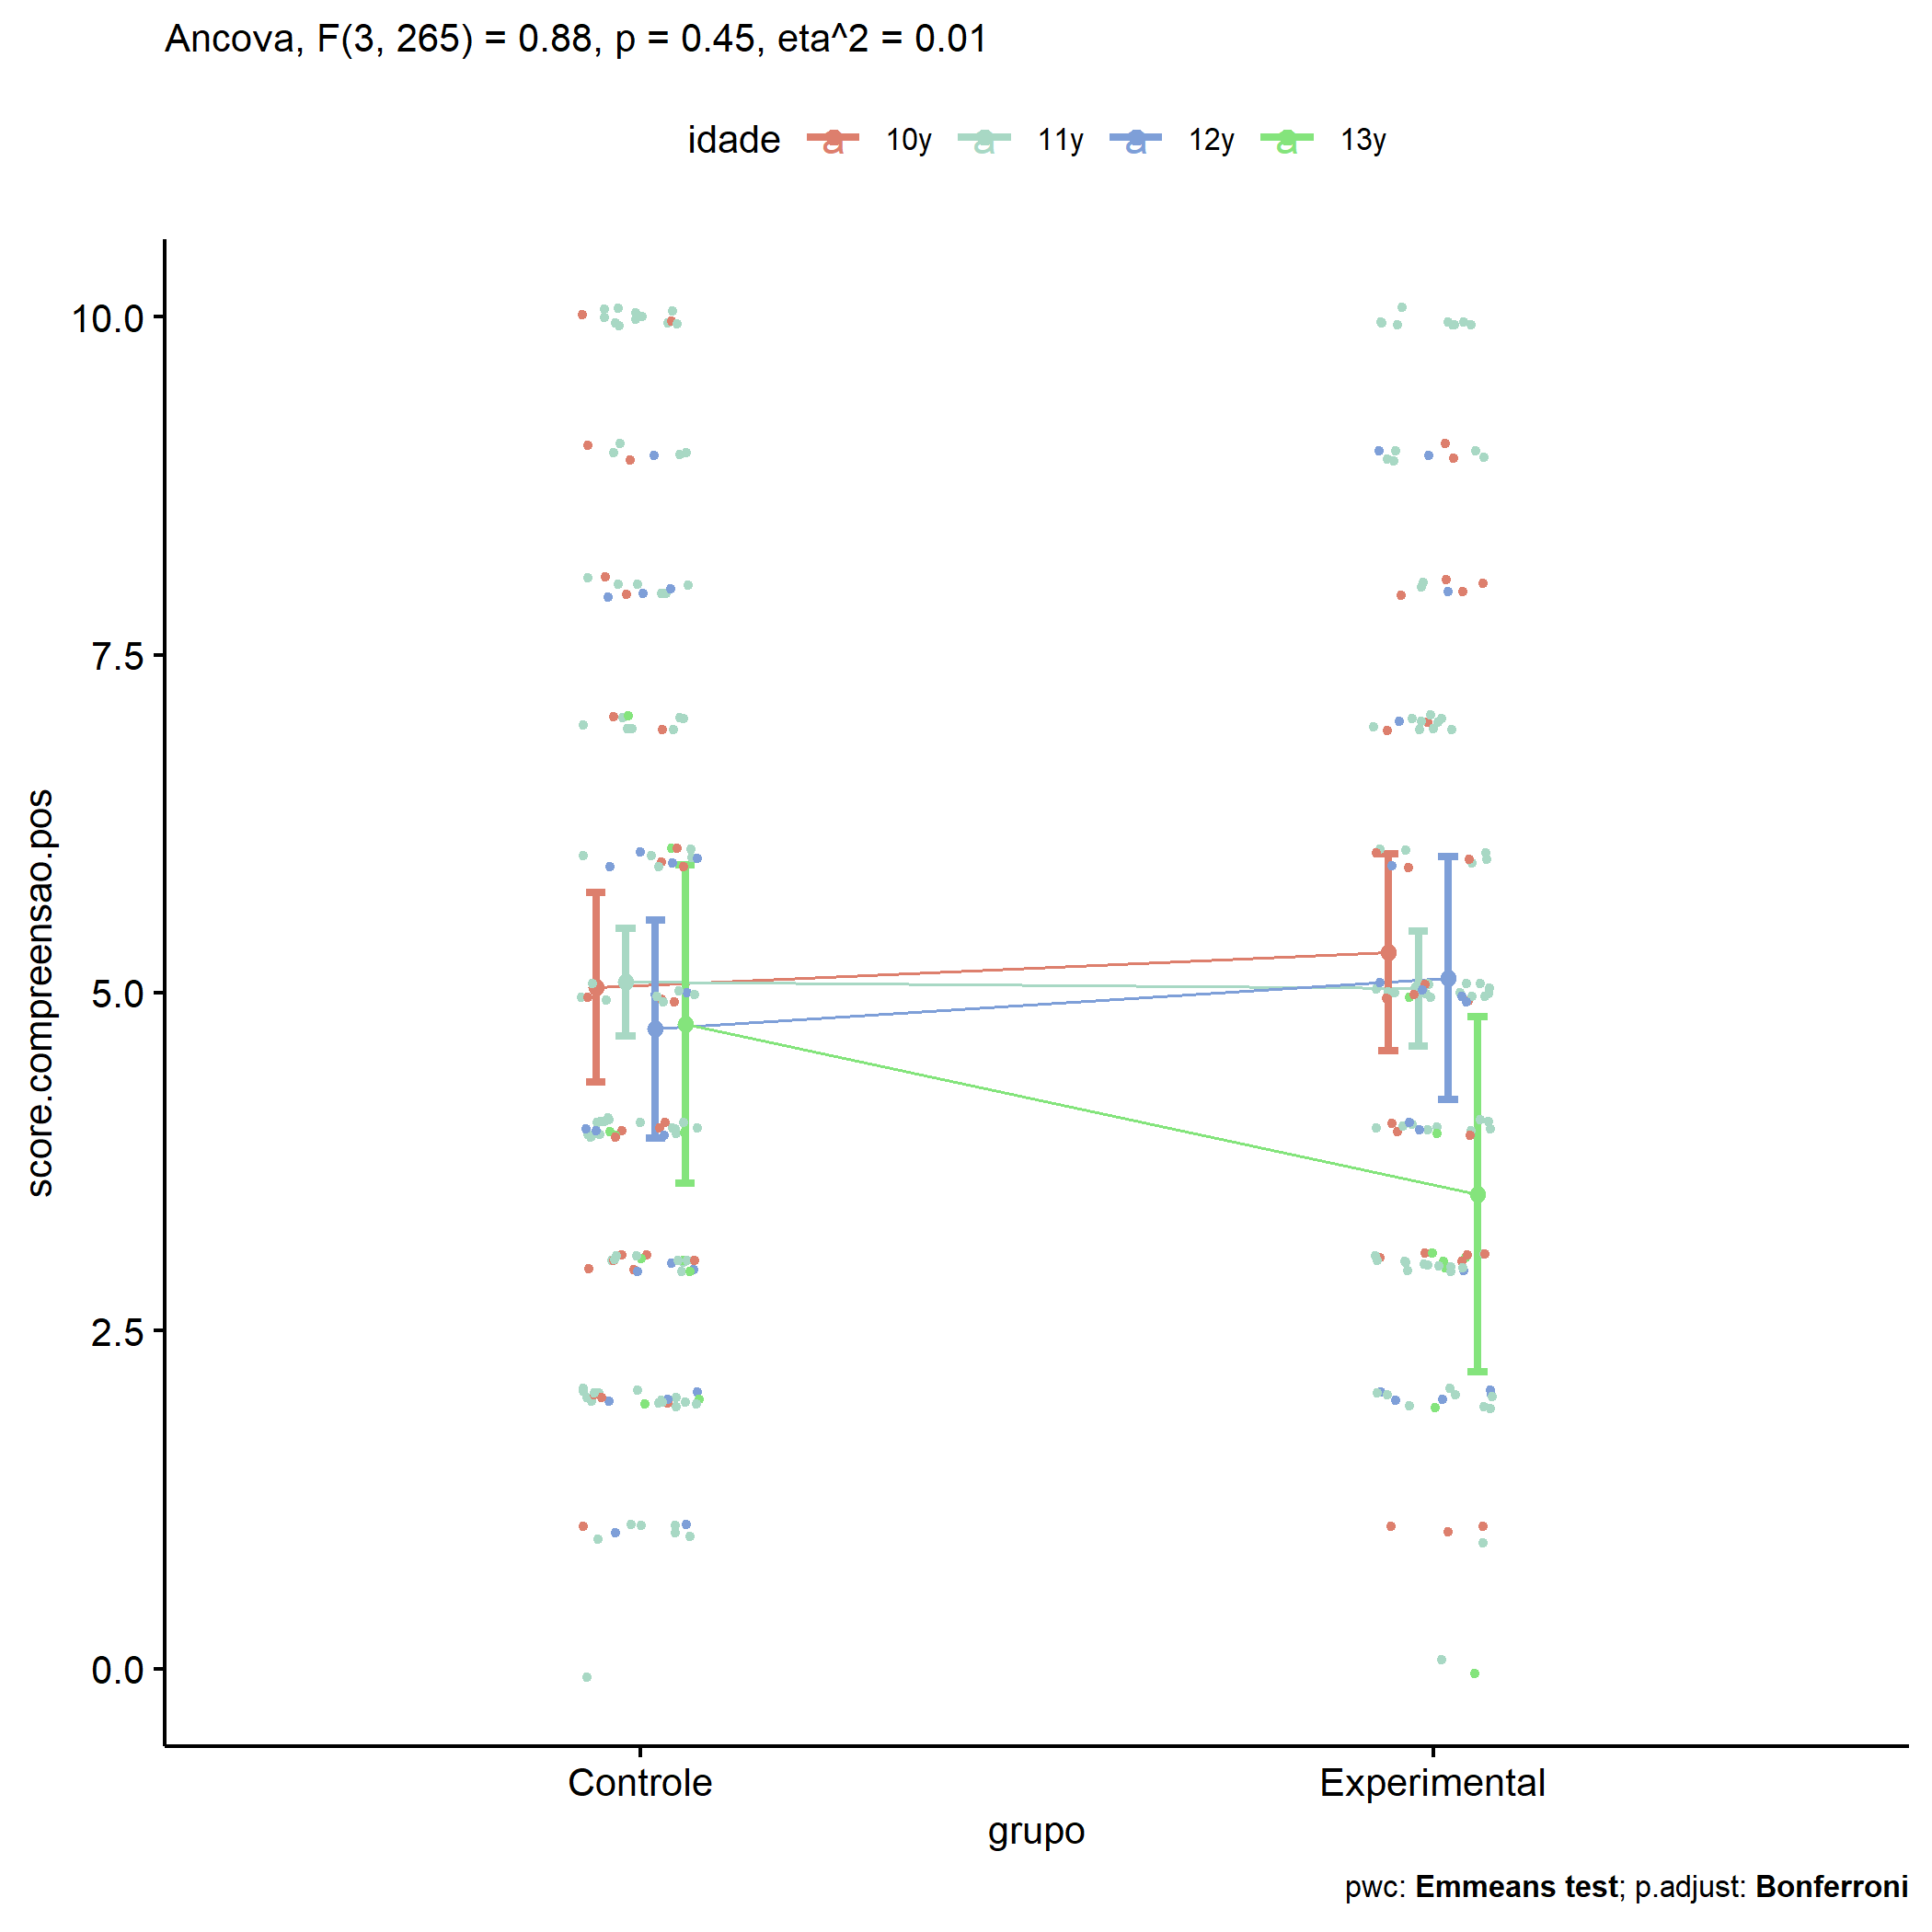 Ancova, F(3, 265) = 0.88, p = 0.45, eta^2 = 0.01
idade a 10y a 11y a 12y a 13y
10.0
7.5
5.0
2.5
0.0
score.compreensao.pos
Controle Experimental
grupo
pwc: Emmeans test; p.adjust: Bonferroni